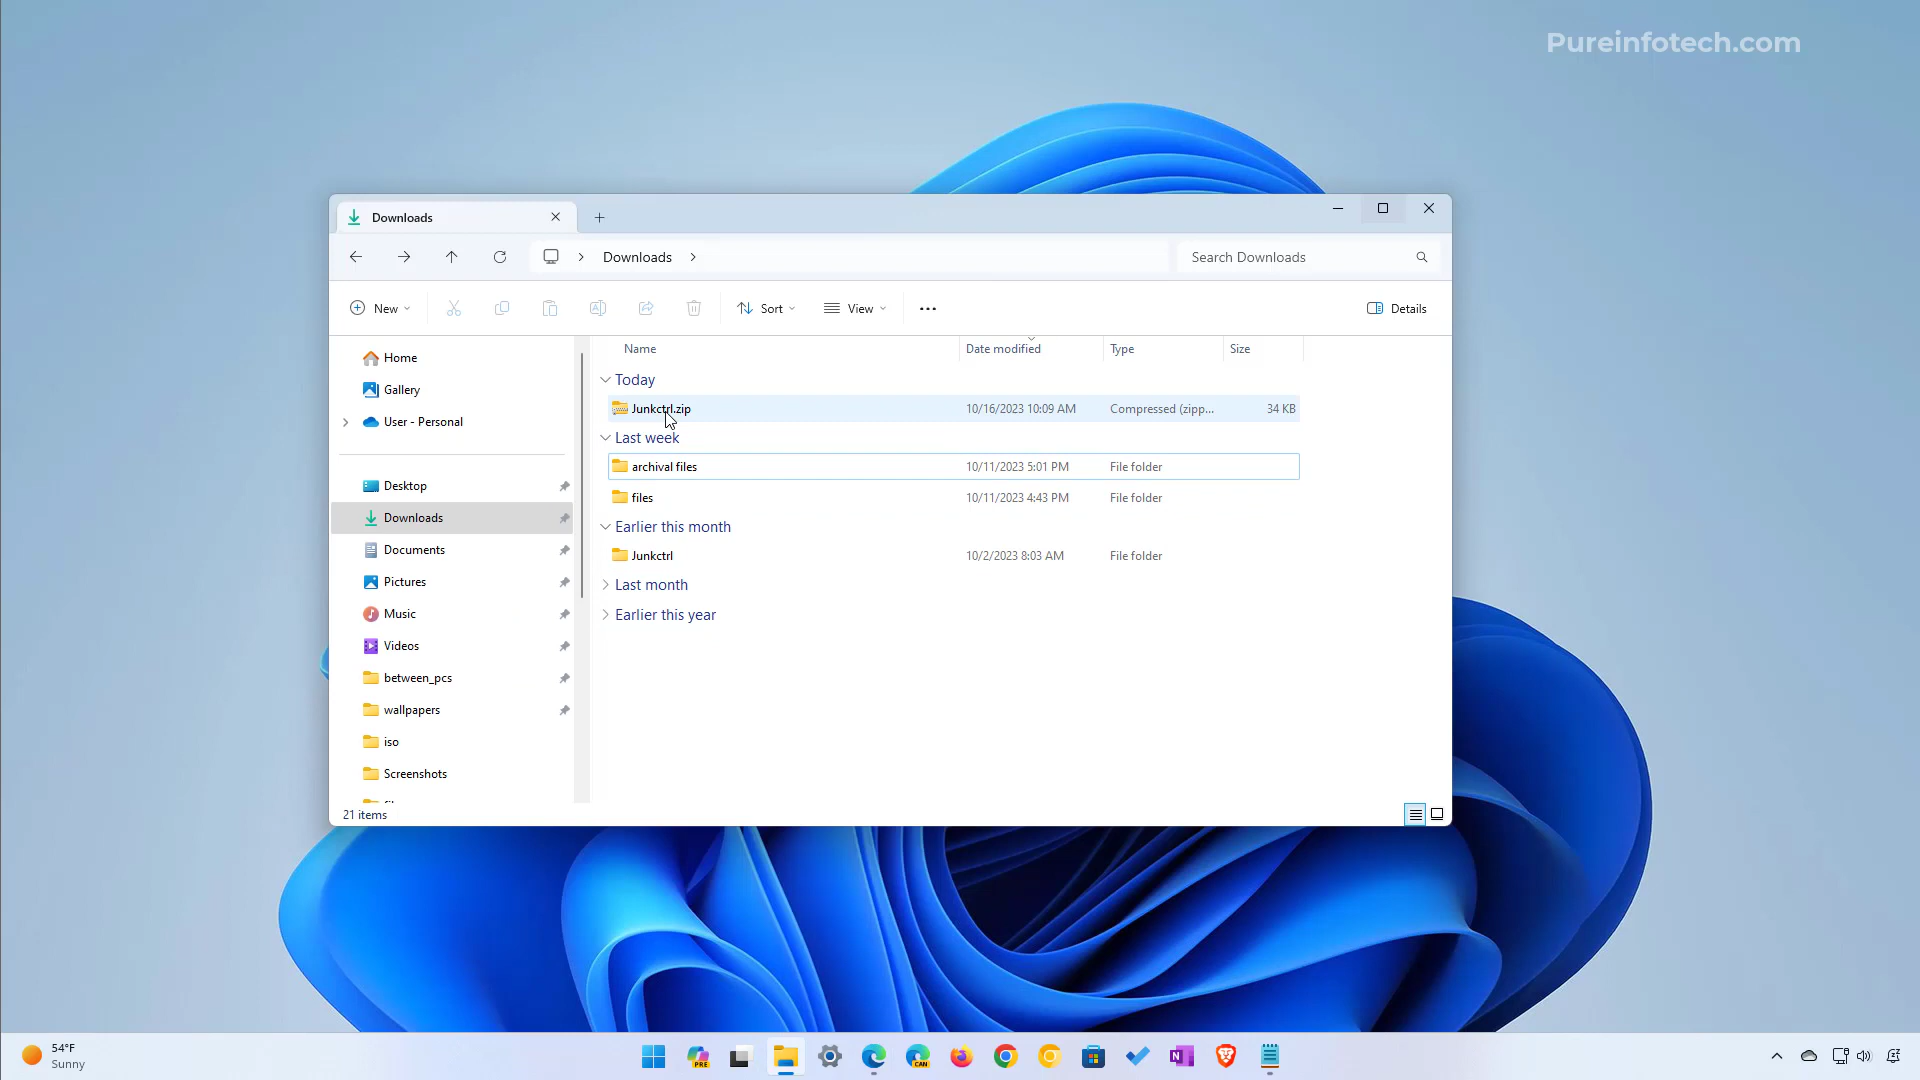 Pureinfotech.com
Downloads
Downloads
Search Downloads
New
Sort
View
Details
Name Date modified Type Size
Home
Gallery
User - Personal
Desktop
Downloads
Documents
Pictures
Music
Videos
between_pcs
wallpapers
iso
Screenshots
Today
Junkctrl.zip 10/16/2023 10:09 AM Compressed (zipp... 34 KB
Last week
archival files 10/11/2023 5:01 PM File folder
files 10/11/2023 4:43 PM File folder
Earlier this month
Junkctrl 10/2/2023 8:03 AM File folder
Last month
Earlier this year
21 items
54°F
Sunny
PRE
CAN